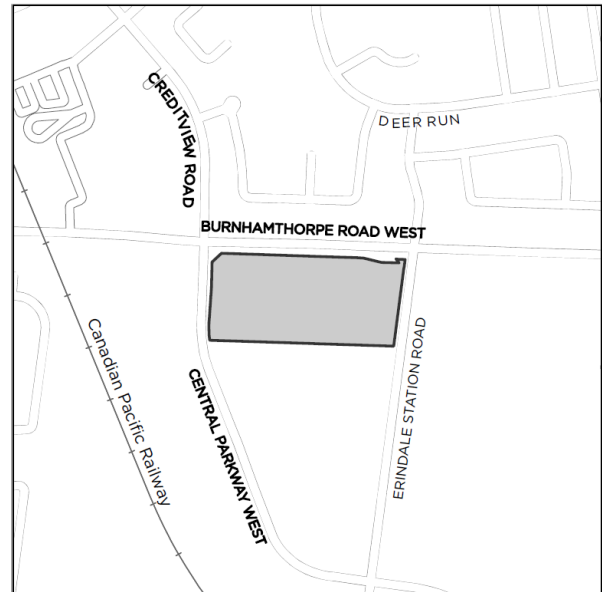 CREDITVIEW ROAD
DEER RUN
BURNHAMTHORPE ROAD WEST
Canadian Pacific Railway
CENTRAL PARKWAY WEST
ERINDALE STATION ROAD